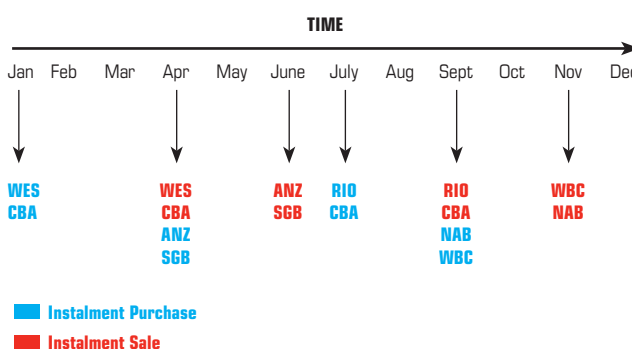 TIME
Jan Feb Mar Apr May June July Aug Sept Oct Nov Dec
WES WES ANZ RIO RIO WBC
CBA CBA SGB CBA CBA NAB
ANZ NAB
SGB WBC
Instalment Purchase
Instalment Sale